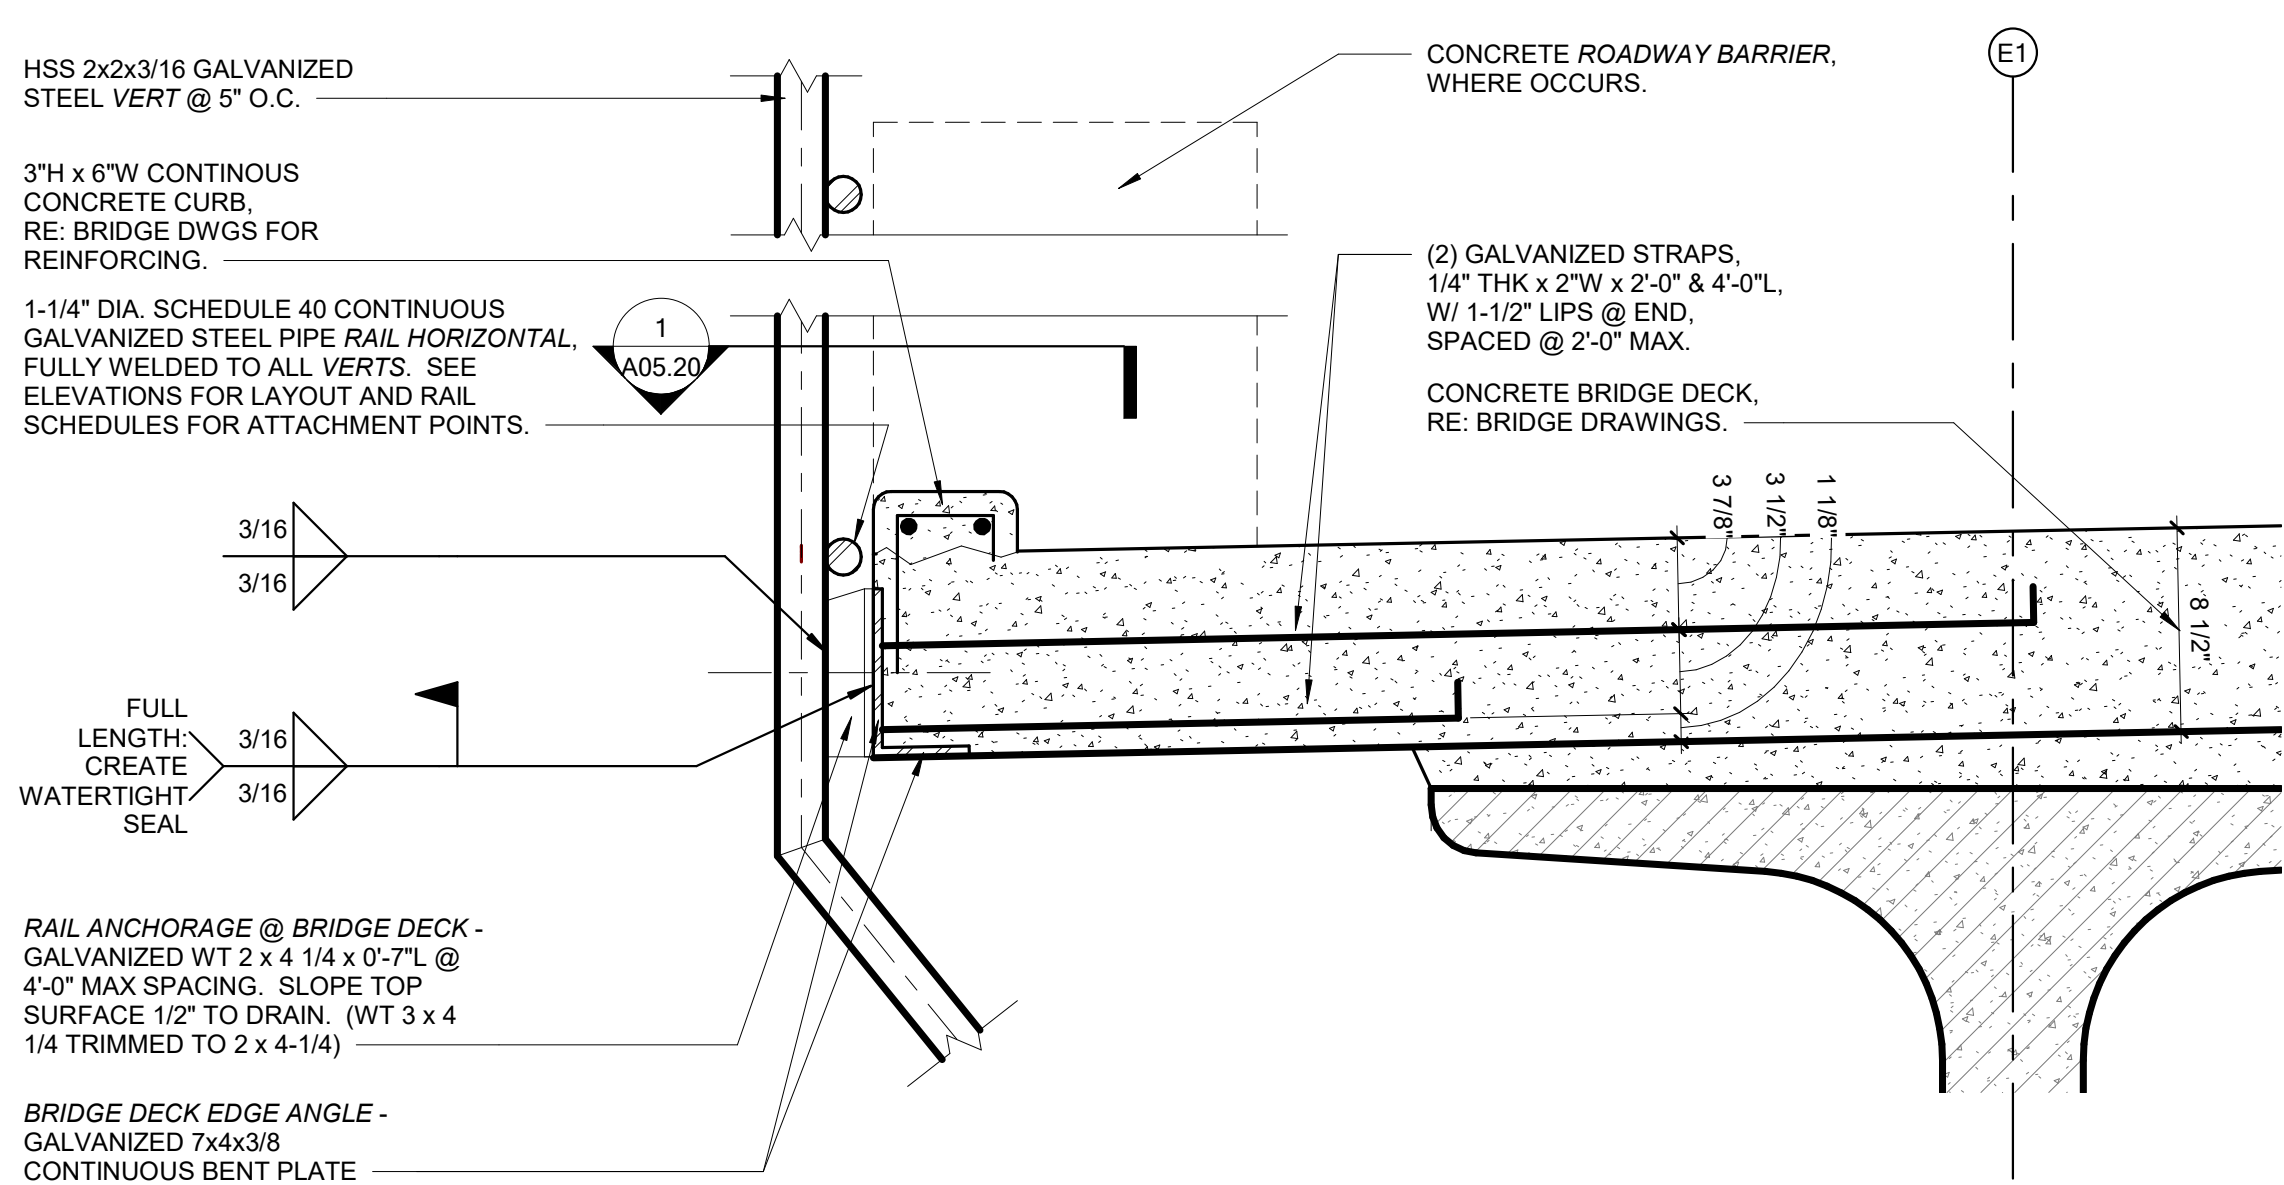 HSS 2x2x3/16 GALVANIZED
STEEL VERT @ 5" O.C.
3"H x 6"W CONTINOUS
CONCRETE CURB,
RE: BRIDGE DWGS FOR
REINFORCING.
1-1/4" DIA. SCHEDULE 40 CONTINUOUS
GALVANIZED STEEL PIPE RAIL HORIZONTAL,
FULLY WELDED TO ALL VERTS. SEE
ELEVATIONS FOR LAYOUT AND RAIL
SCHEDULES FOR ATTACHMENT POINTS.
1
A05.20
3/16
3/16
FULL
LENGTH:
CREATE
WATERTIGHT
SEAL
3/16
3/16
RAIL ANCHORAGE @ BRIDGE DECK -
GALVANIZED WT 2 x 4 1/4 x 0'-7"L @
4'-0" MAX SPACING. SLOPE TOP
SURFACE 1/2" TO DRAIN. (WT 3 x 4
1/4 TRIMMED TO 2 x 4-1/4)
BRIDGE DECK EDGE ANGLE -
GALVANIZED 7x4x3/8
CONTINUOUS BENT PLATE
CONCRETE ROADWAY BARRIER,
WHERE OCCURS.
E1
(2) GALVANIZED STRAPS,
1/4" THK x 2"W x 2'-0" & 4'-0"L,
W/ 1-1/2" LIPS @ END,
SPACED @ 2'-0" MAX.
CONCRETE BRIDGE DECK,
RE: BRIDGE DRAWINGS.
3 7/8"
3 1/2"
1 1/8"
8 1/2"